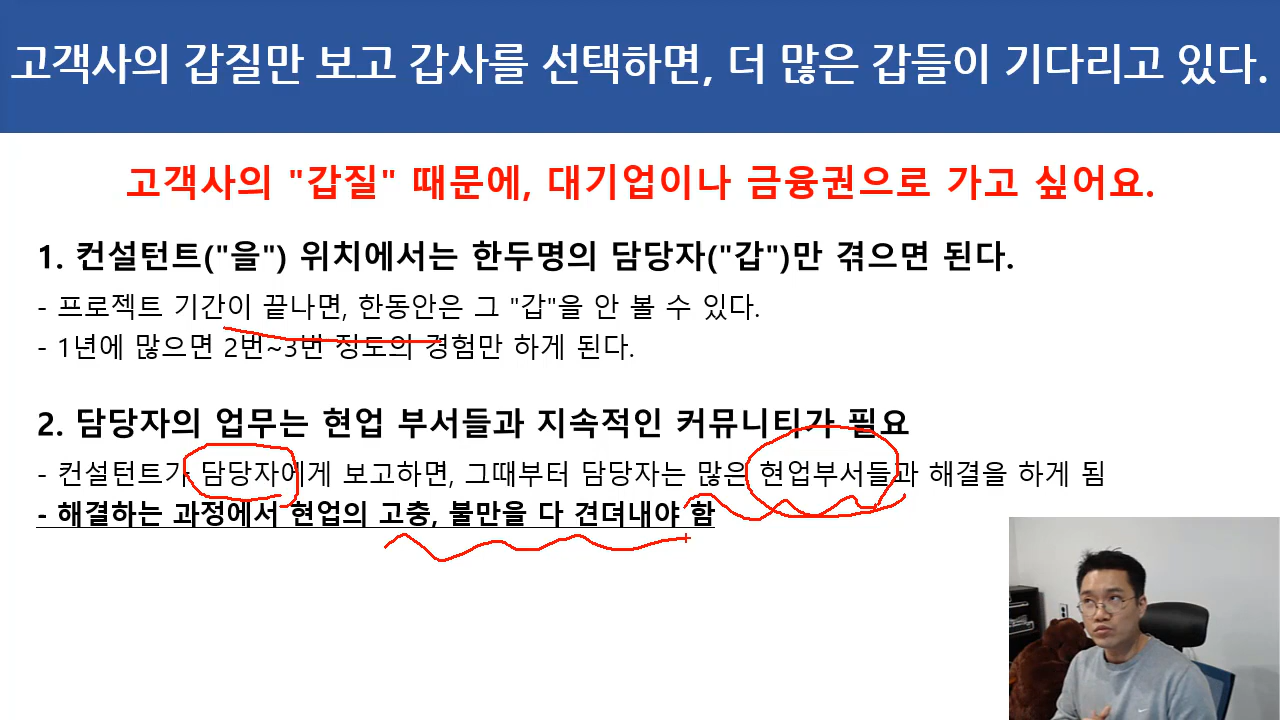 고객사의 갑질만 보고 갑사를 선택하면, 더 많은 갑들이 기다리고 있다.
고객사의 "갑질" 때문에, 대기업이나 금융권으로 가고 싶어요.
1. 컨설턴트("을") 위치에서는 한두명의 담당자("갑")만 겪으면 된다.
- 프로젝트 기간이 끝나면, 한동안은 그 "갑"을 안 볼 수 있다.
- 1년에 많으면 2번~3번 정도의 경험만 하게 된다.
2. 담당자의 업무는 현업 부서들과 지속적인 커뮤니티가 필요
- 컨설턴트가 담당자에게 보고하면, 그때부터 담당자는 많은 현업부서들과 해결을 하게 됨
- 해결하는 과정에서 현업의 고충, 불만을 다 견뎌내야 함